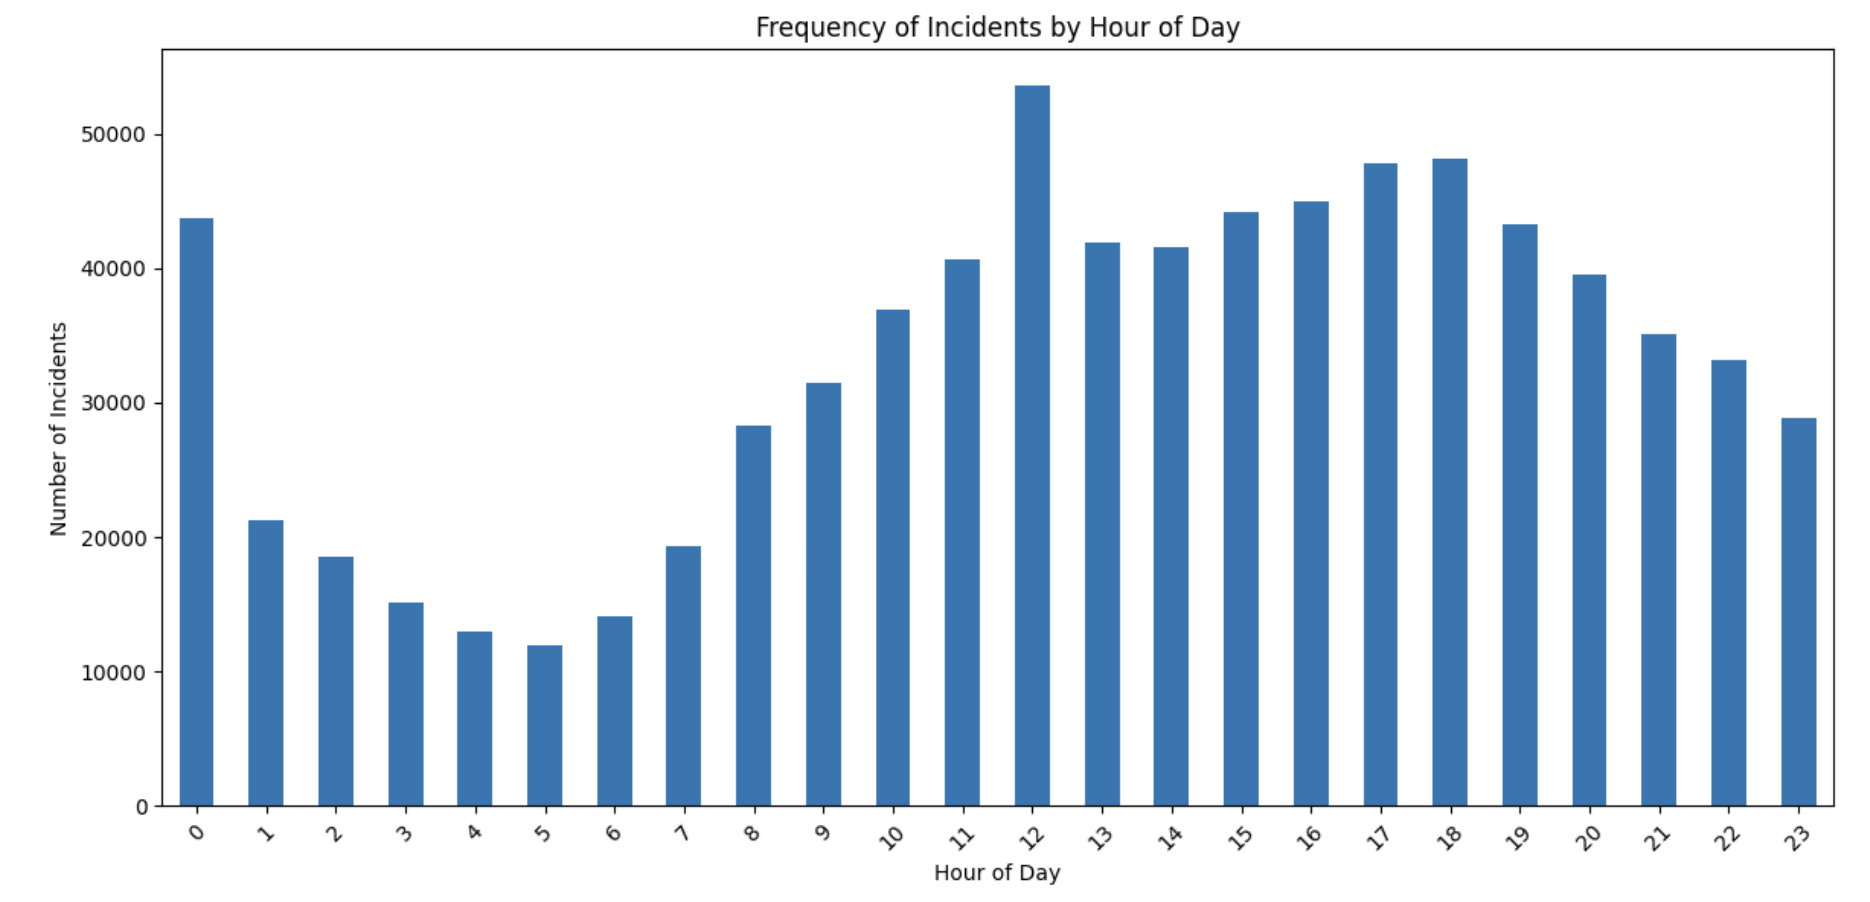 Frequency of Incidents by Hour of Day
Number of Incidents
50000
40000
30000
20000
10000
0
0 1 2 3 4 5 6 7 8 9 10 11 12 13 14 15 16 17 18 19 20 21 22 23
Hour of Day